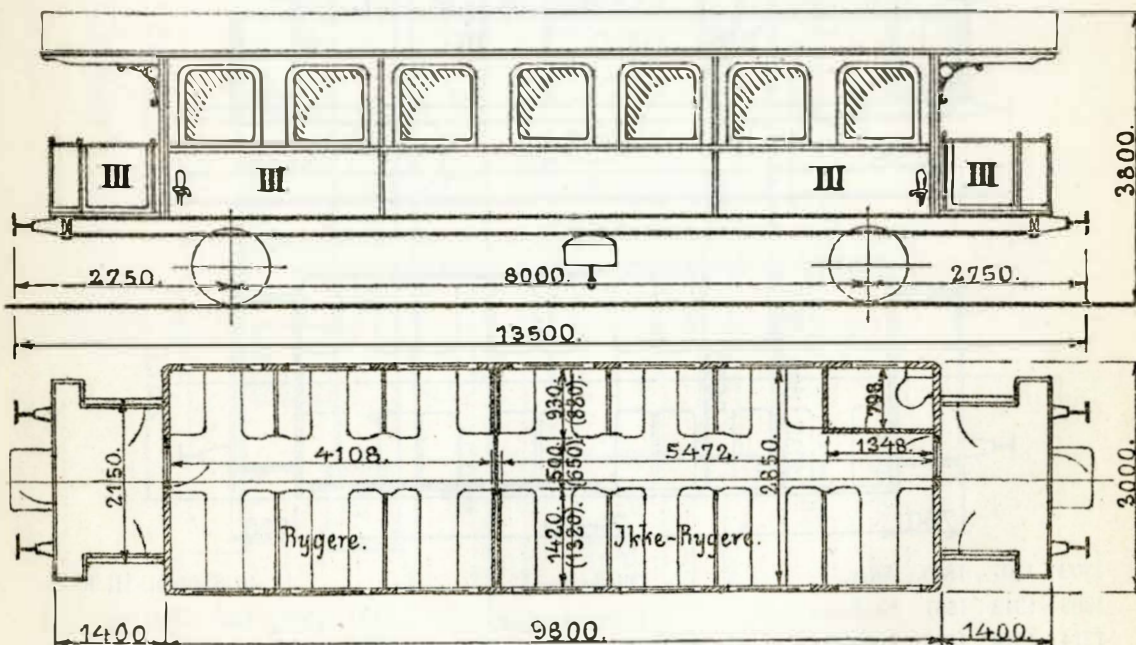 III III III III
3800.
2750. 8000. 2750.
13500.
930. (880).
798.
4108. 5472. 1348.
2150. 500. (650). 2850. 3000.
1420. (1320).
Rygere. Ikke-Rygere.
1400. 9800. 1400.